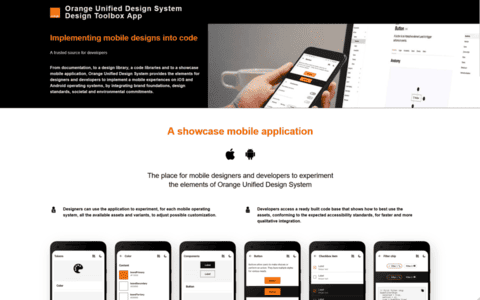 Orange Unified Design System
Design Toolbox App
Implementing mobile designs into code
A trusted source for developers
From documentation, to a design library, a code libraries and to a showcase
mobile application, Orange Unified Design System provides the elements for
designers and developers to implement a mobile experiences on iOS and
Android operating systems, by integrating brand foundations, design
standards, societal and environmental commitments.
Button
A showcase mobile application
The place for mobile designers and developers to experiment
the elements of Orange Unified Design System
Designers can use the application to experiment, for each mobile operating
system, all the available assets and variants, to adjust possible customization.
Developers access a ready built code base that shows how to best use the
assets, conforming to the expected accessibility standards, for faster and more
qualitative integration.
Tokens
Color
Color
Components
Button
Button
Checkbox item
Filter chip